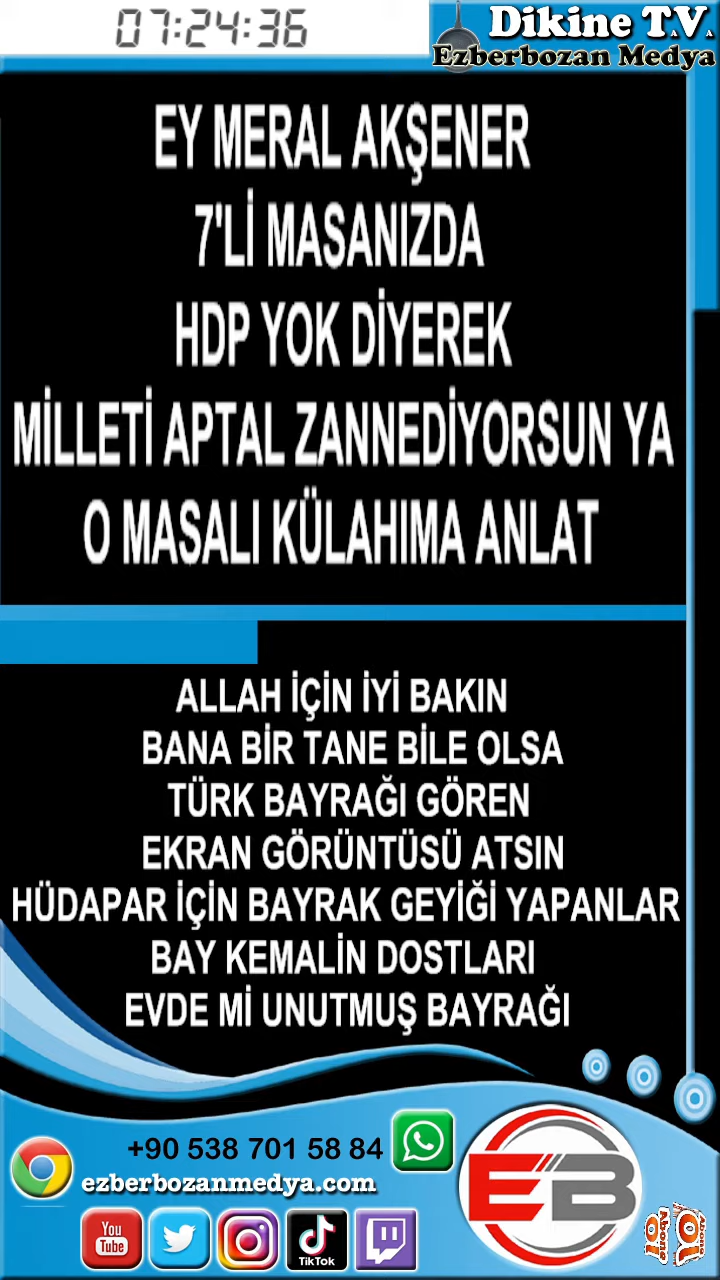 07:24:36
Dikine T.V.
Ezberbozan Medya
EY MERAL AKŞENER
7'Lİ MASANIZDA
HDP YOK DİYEREK
MİLLETİ APTAL ZANNEDİYORSUN YA
O MASALI KÜLAHIMA ANLAT
ALLAH İÇİN İYİ BAKIN
BANA BİR TANE BİLE OLSA
TÜRK BAYRAĞI GÖREN
EKRAN GÖRÜNTÜSÜ ATSIN
HÜDAPAR İÇİN BAYRAK GEYİĞİ YAPANLAR
BAY KEMALİN DOSTLARI
EVDE Mİ UNUTMUŞ BAYRAĞI
+90 538 701 58 84
ezberbozanmedya.com
EB
You
Tube
TikTok
Abone
Abone